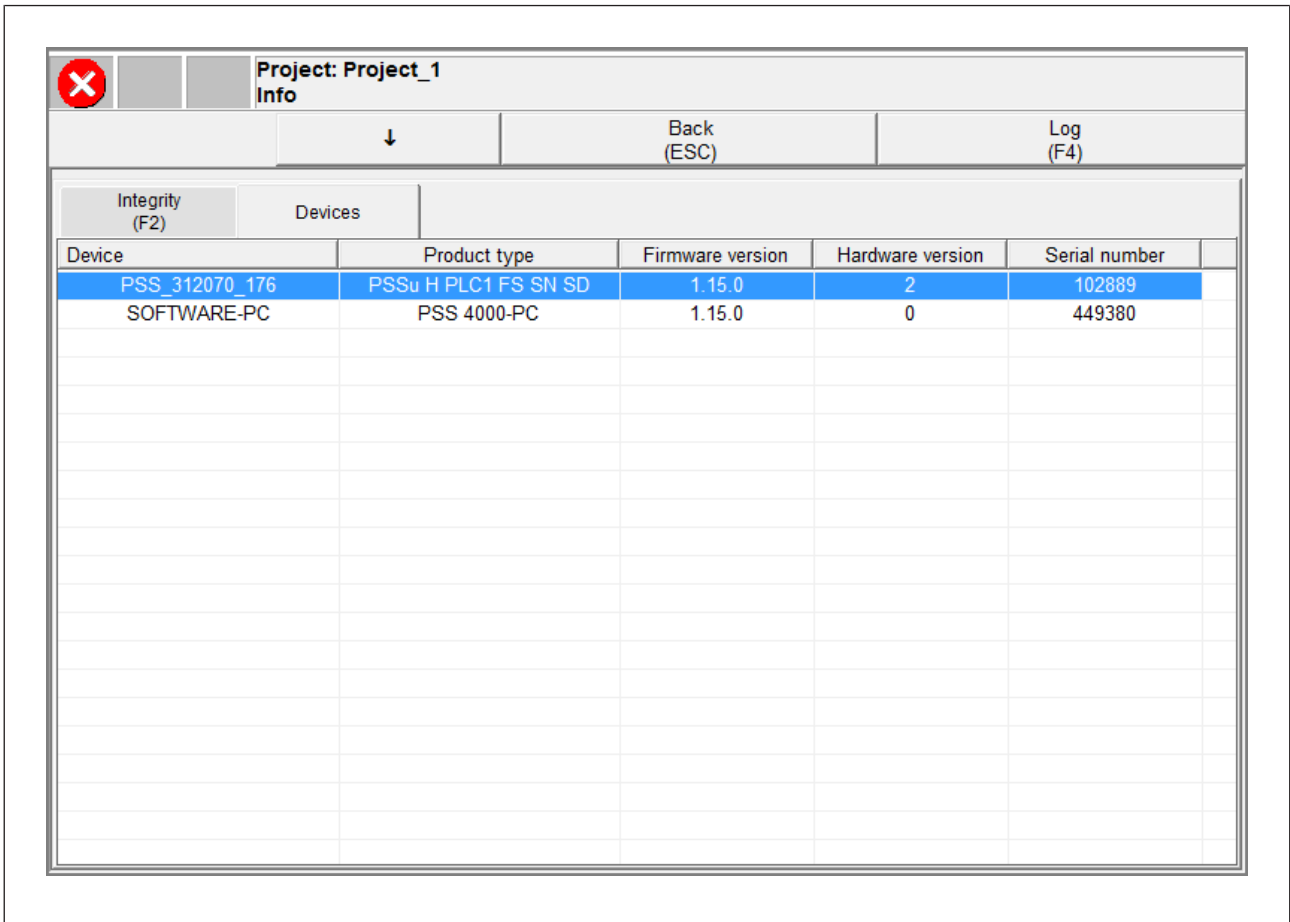 Project: Project_1
Info
↓
Back
(ESC)
Log
(F4)
Integrity
(F2)
Devices
Device Product type Firmware version Hardware version Serial number
PSS_312070_176 PSSu H PLC1 FS SN SD 1.15.0 2 102889
SOFTWARE-PC PSS 4000-PC 1.15.0 0 449380